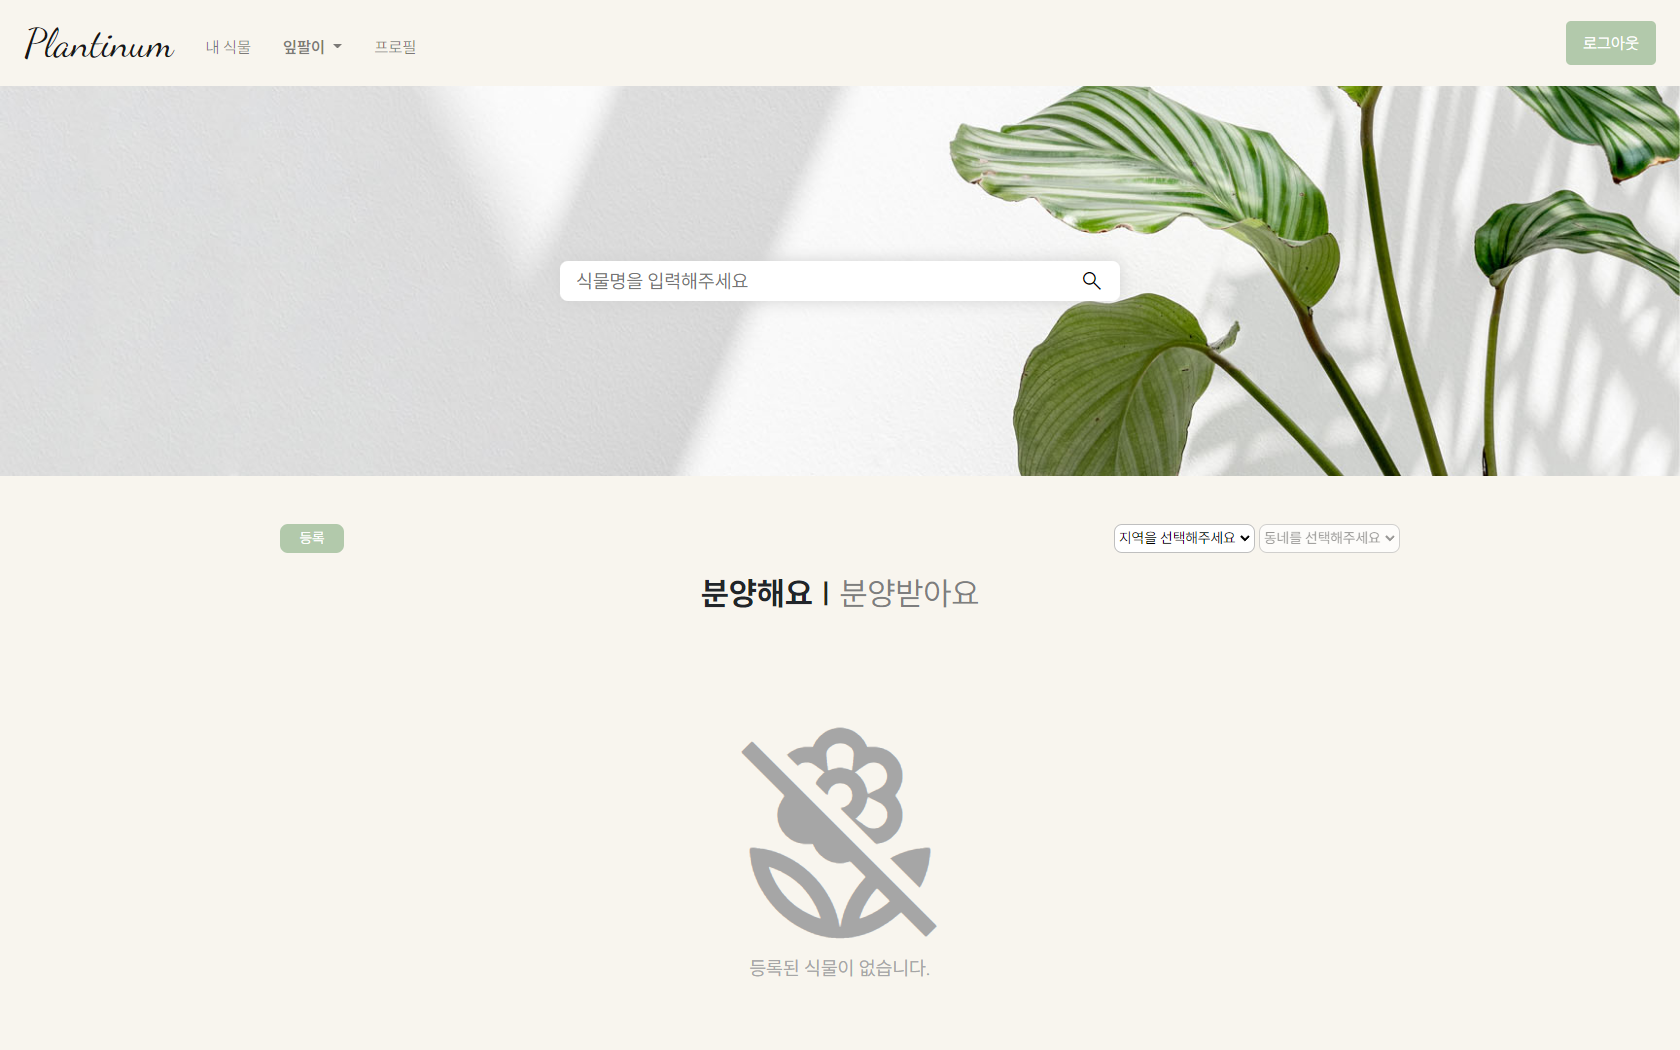 Plantinum 내 식물 잎팔이 프로필 로그아웃
식물명을 입력해주세요
등록 지역을 선택해주세요 동네를 선택해주세요
분양해요 | 분양받아요
등록된 식물이 없습니다.